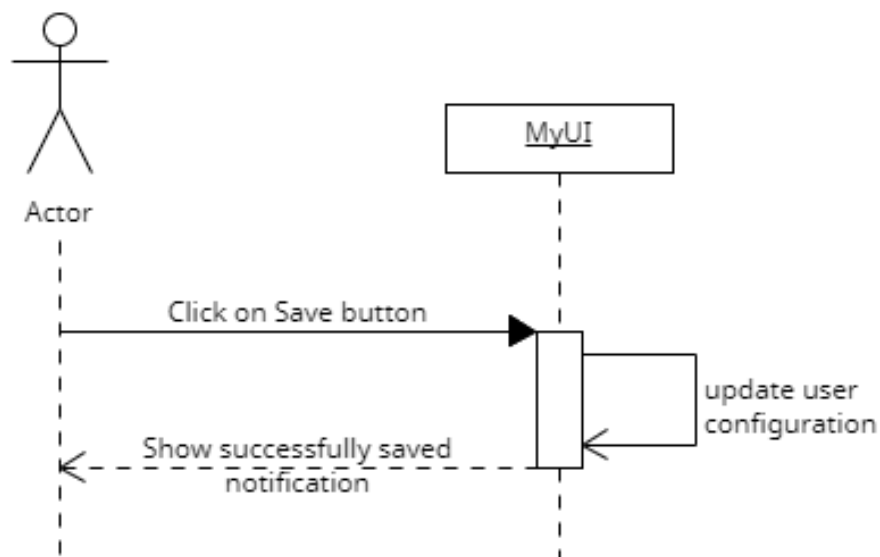 MyUI
Actor
Click on Save button
update user
configuration
Show successfully saved
notification